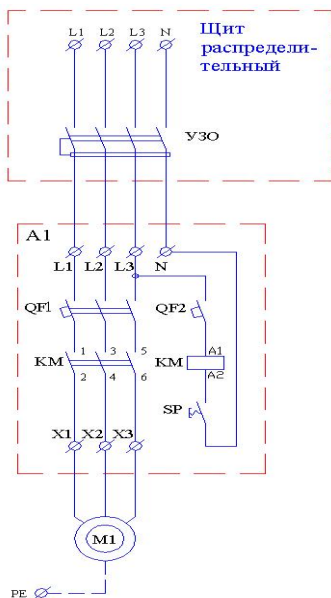 L1 L2 L3 N
Щит
распредели-
тельный
УЗО
A1
L1 L2 L3 N
QF1
QF2
KM
1 3 5
2 4 6
KM
A1
A2
SP
X1 X2 X3
M1
PE